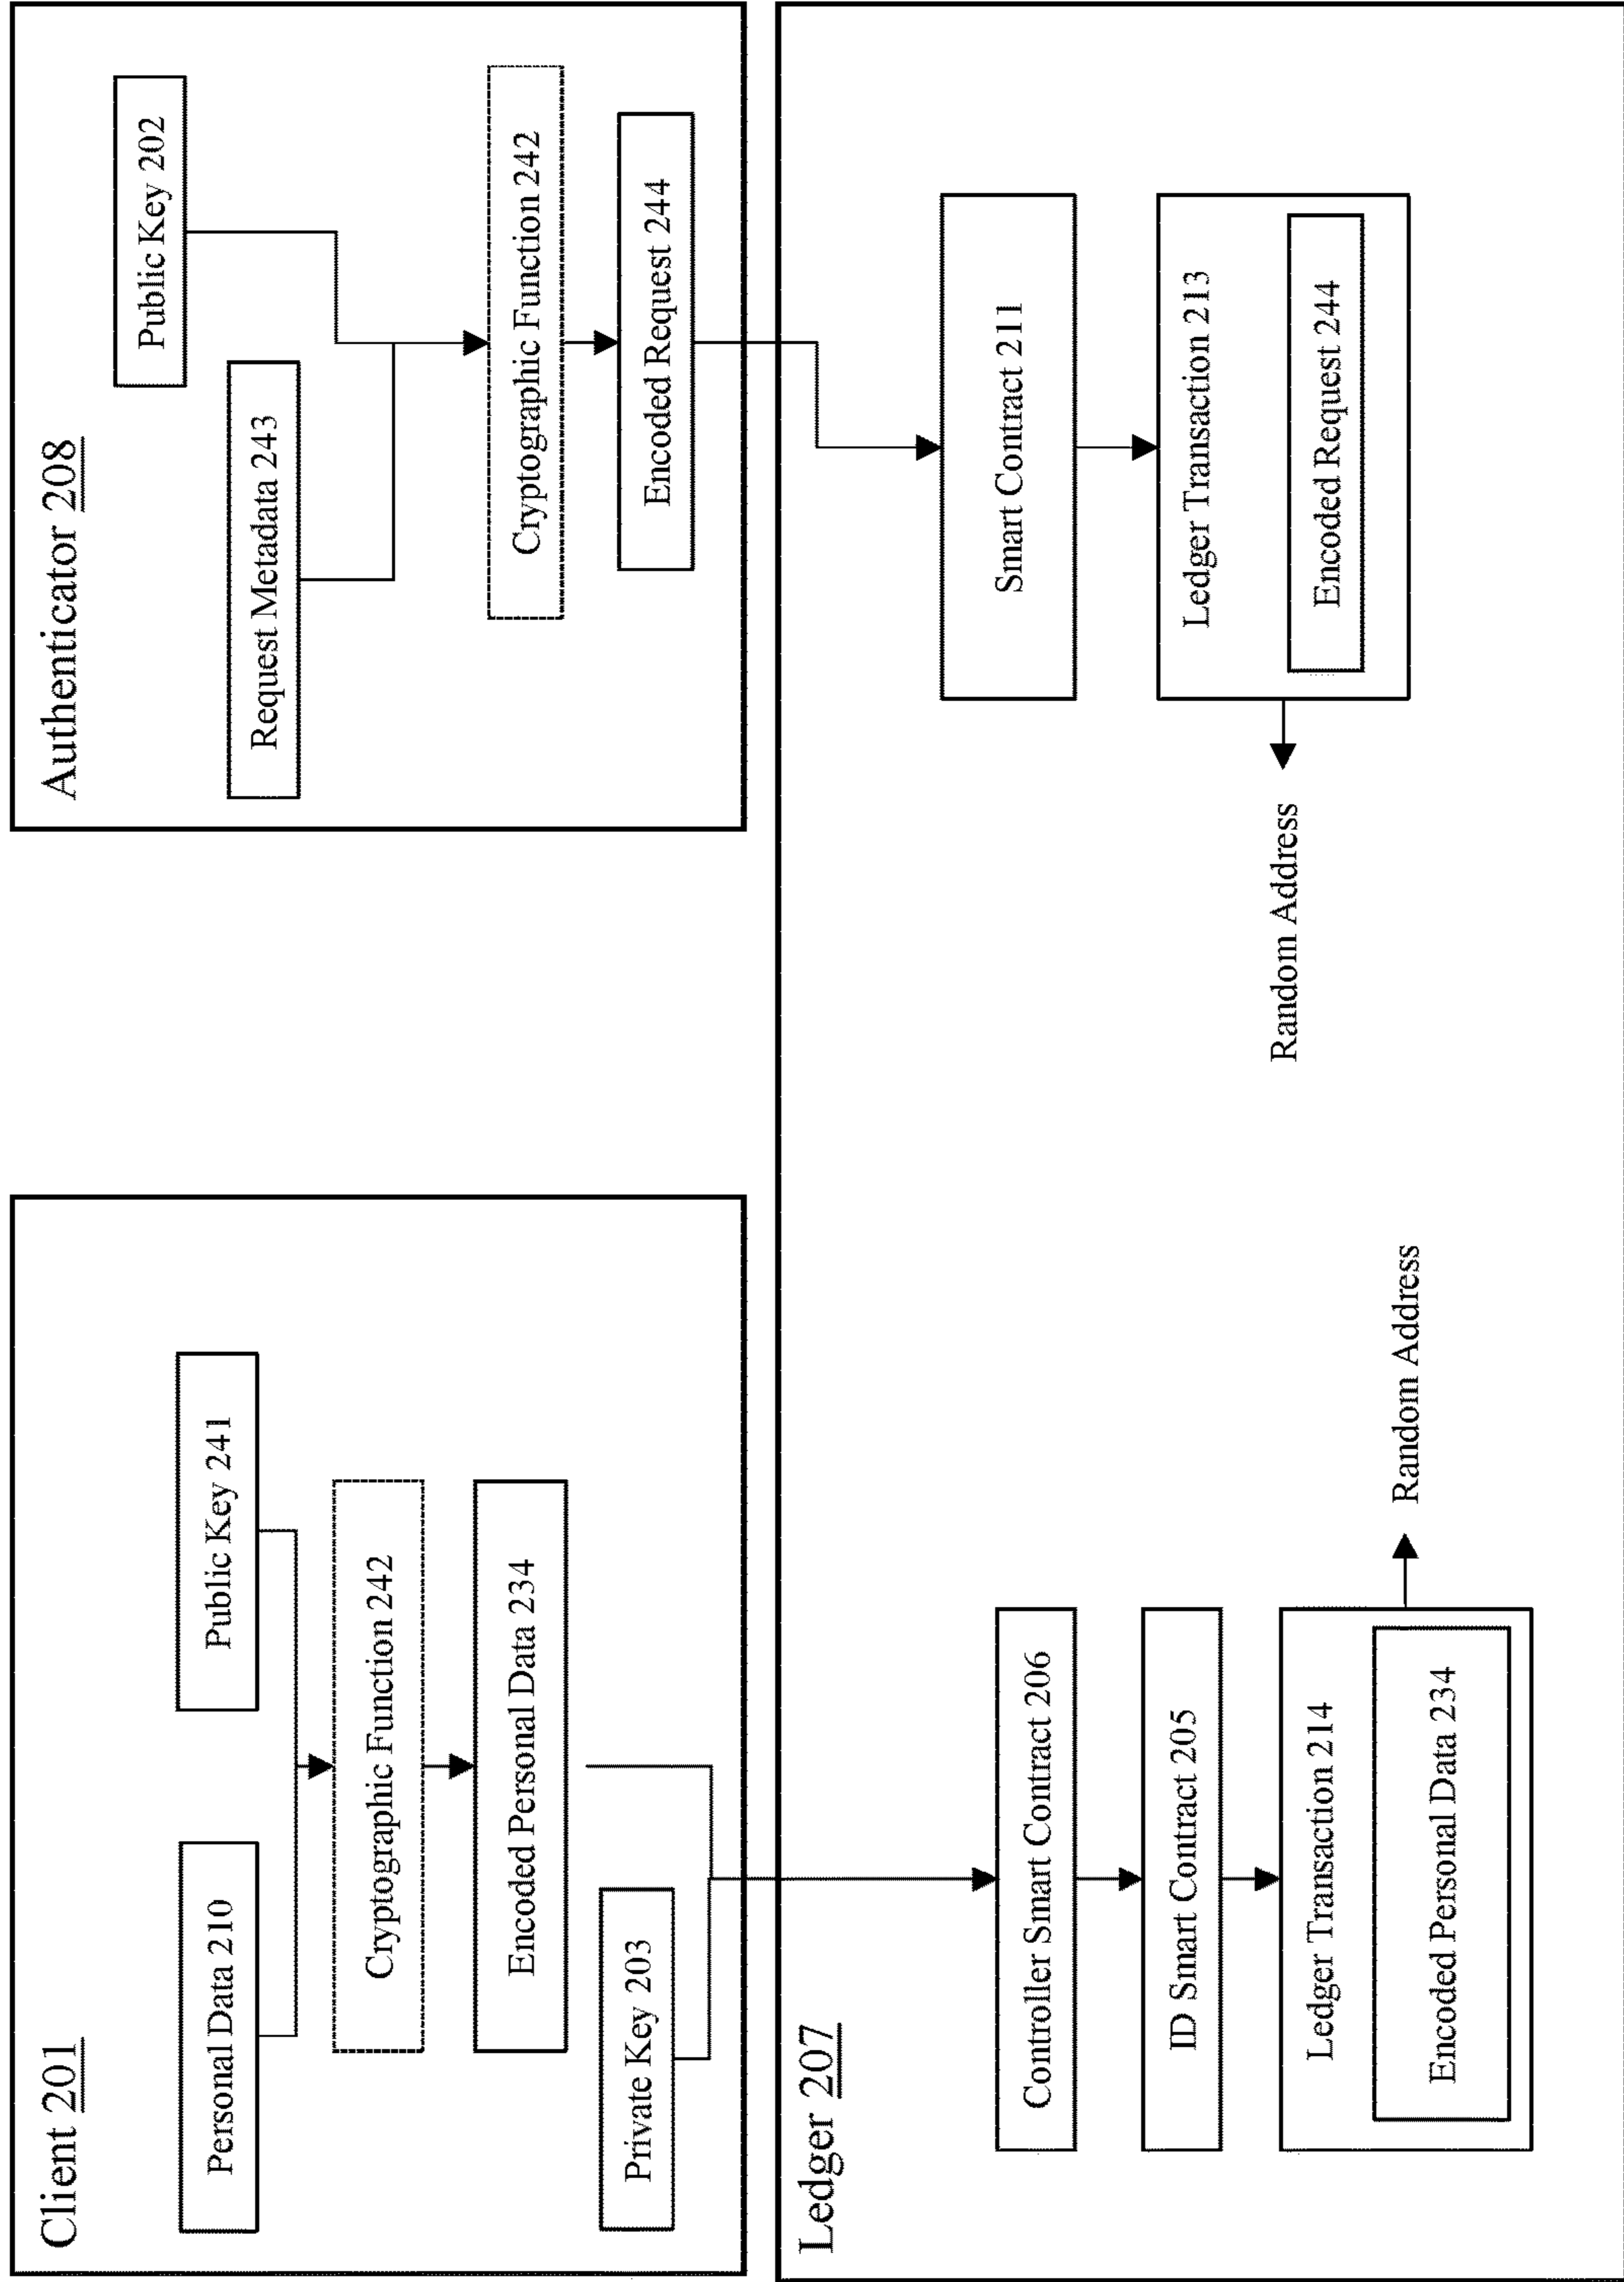 Client 201
Personal Data 210
Public Key 241
Cryptographic Function 242
Encoded Personal Data 234
Private Key 203
Authenticator 208
Public Key 202
Request Metadata 243
Cryptographic Function 242
Encoded Request 244
Ledger 207
Controller Smart Contract 206
ID Smart Contract 205
Ledger Transaction 214
Encoded Personal Data 234
Random Address
Smart Contract 211
Ledger Transaction 213
Encoded Request 244
Random Address